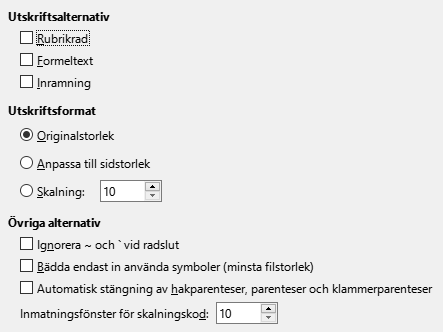 Utskriftsalternativ
Rubrikrad
Formeltext
Inramning
Utskriftsformat
Originalstorlek
Anpassa till sidstorlek
Skalning: 10
Övriga alternativ
Ignorera ~ och ` vid radslut
Bädda endast in använda symboler (minsta filstorlek)
Automatisk stängning av hakparenteser, parenteser och klammerparenteser
Inmatningsfönster för skalningskod: 10